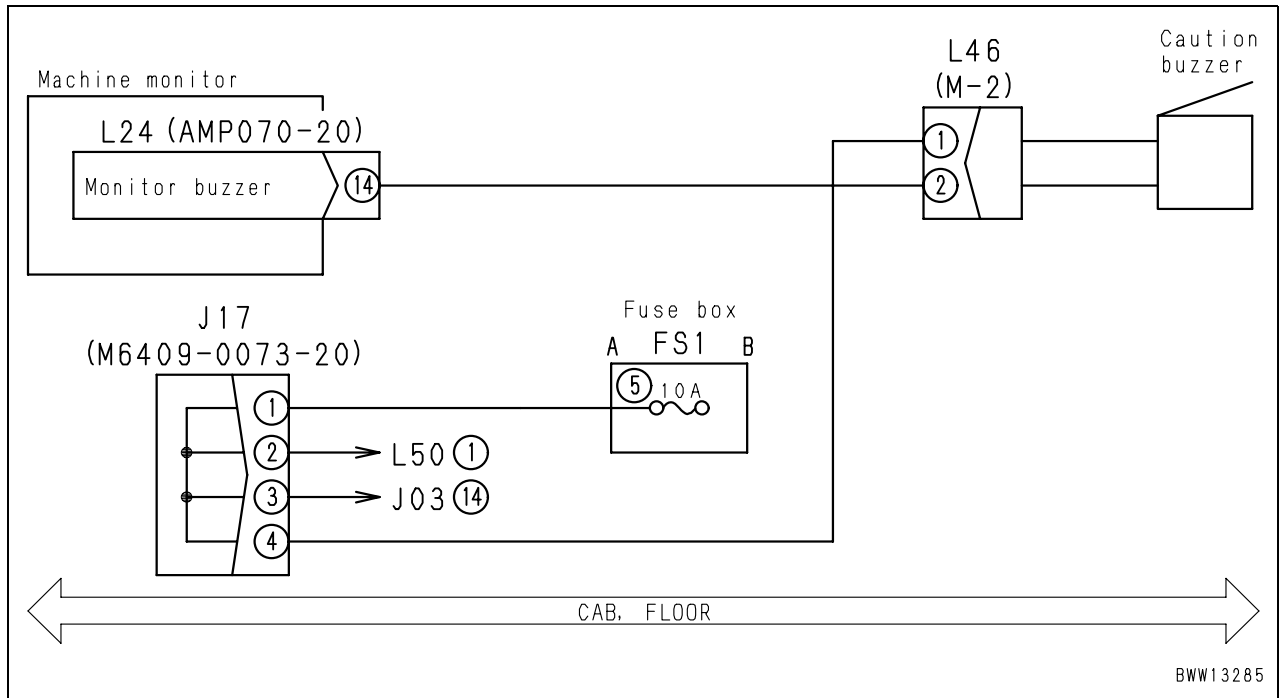 Machine monitor
L24 (AMP070-20)
Monitor buzzer
14
L46
(M-2)
1
2
Caution
buzzer
J17
(M6409-0073-20)
1
2
3
4
L50 1
J03 14
Fuse box
A FS1 B
5 10A
CAB, FLOOR
BWW13285